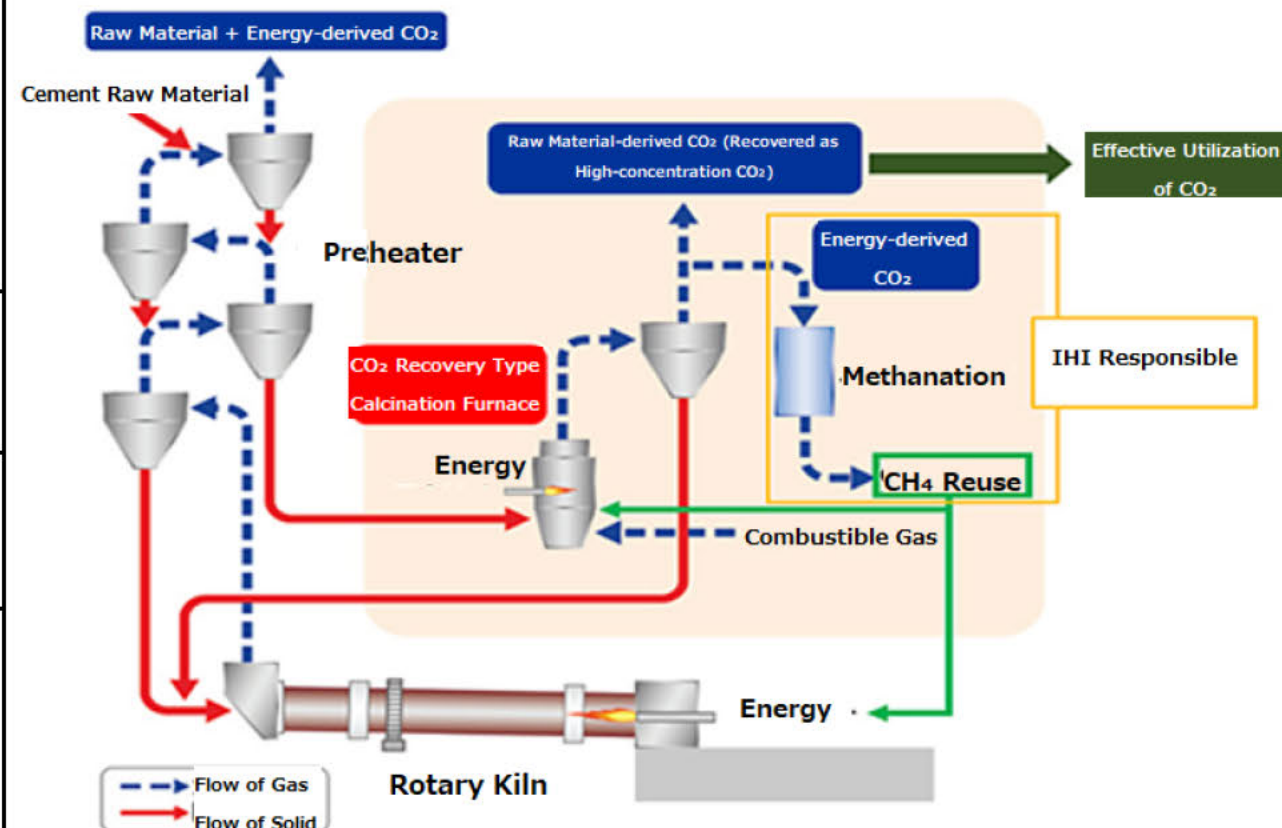 Raw Material + Energy-derived CO₂
Cement Raw Material
Raw Material-derived CO₂ (Recovered as
High-concentration CO₂)
Effective Utilization
of CO₂
Preheater
Energy-derived
CO₂
IHI Responsible
CO₂ Recovery Type
Calcination Furnace
Methanation
Energy
CH₄ Reuse
Combustible Gas
Energy
Rotary Kiln
Flow of Gas
Flow of Solid